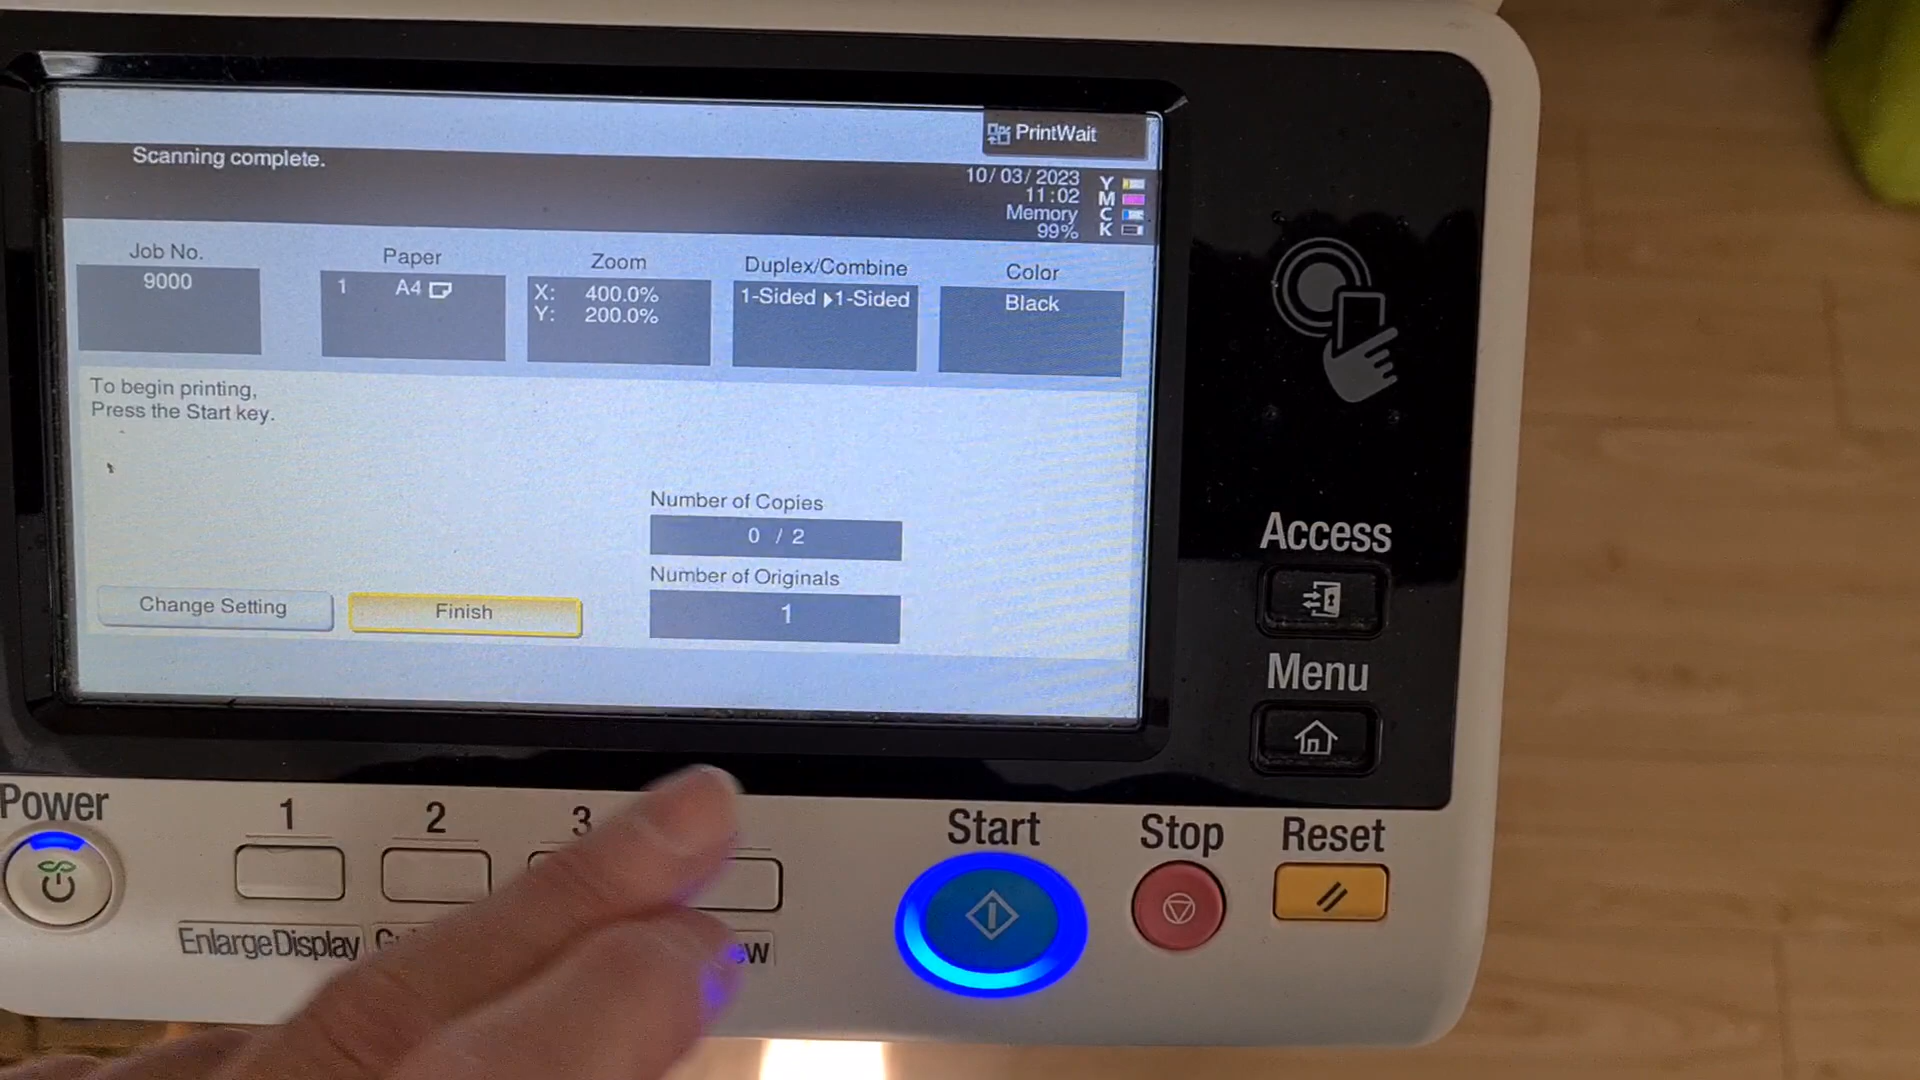 PrintWait
Scanning complete.
10/03/2023
11:02
Memory
99%
Y
M
C
K
Job No.
9000
Paper
1 A4
Zoom
X: 400.0%
Y: 200.0%
Duplex/Combine
1-Sided 1-Sided
Color
Black
To begin printing,
Press the Start key.
Number of Copies
0 / 2
Number of Originals
1
Change Setting
Finish
Access
Menu
Power
1
2
3
Start
Stop
Reset
EnlargeDisplay